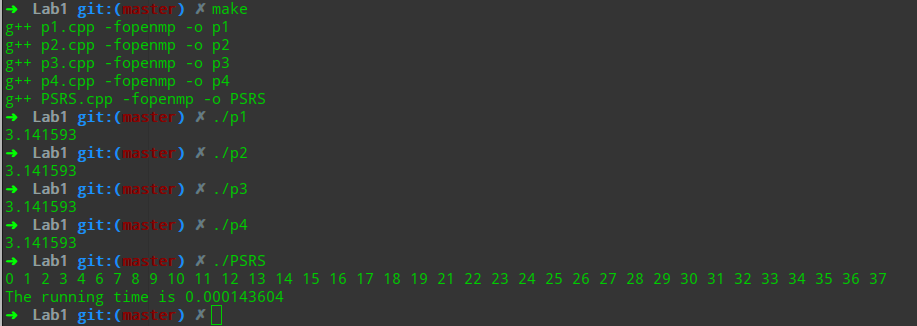 ➜ Lab1 git:(master) ✗ make
g++ p1.cpp -fopenmp -o p1
g++ p2.cpp -fopenmp -o p2
g++ p3.cpp -fopenmp -o p3
g++ p4.cpp -fopenmp -o p4
g++ PSRS.cpp -fopenmp -o PSRS
➜ Lab1 git:(master) ✗ ./p1
3.141593
➜ Lab1 git:(master) ✗ ./p2
3.141593
➜ Lab1 git:(master) ✗ ./p3
3.141593
➜ Lab1 git:(master) ✗ ./p4
3.141593
➜ Lab1 git:(master) ✗ ./PSRS
0 1 2 3 4 6 7 8 9 10 11 12 13 14 15 16 17 18 19 21 22 24 25 26 27 28 29 30 31 32 33 34 35 36 37
The running time is 0.000143604
➜ Lab1 git:(master) ✗